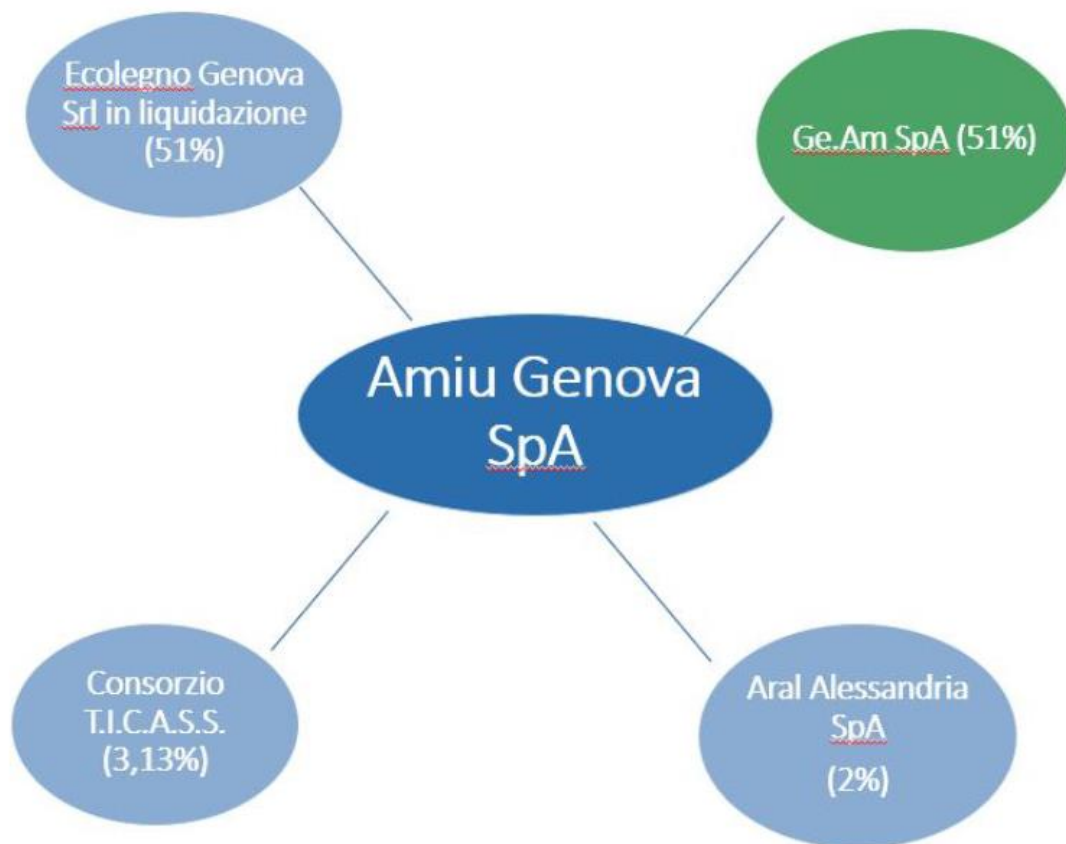 Ecolegno Genova
Srl in liquidazione
(51%)
Ge.Am SpA (51%)
Amiu Genova
SpA
Consorzio
T.I.C.A.S.S.
(3,13%)
Aral Alessandria
SpA
(2%)